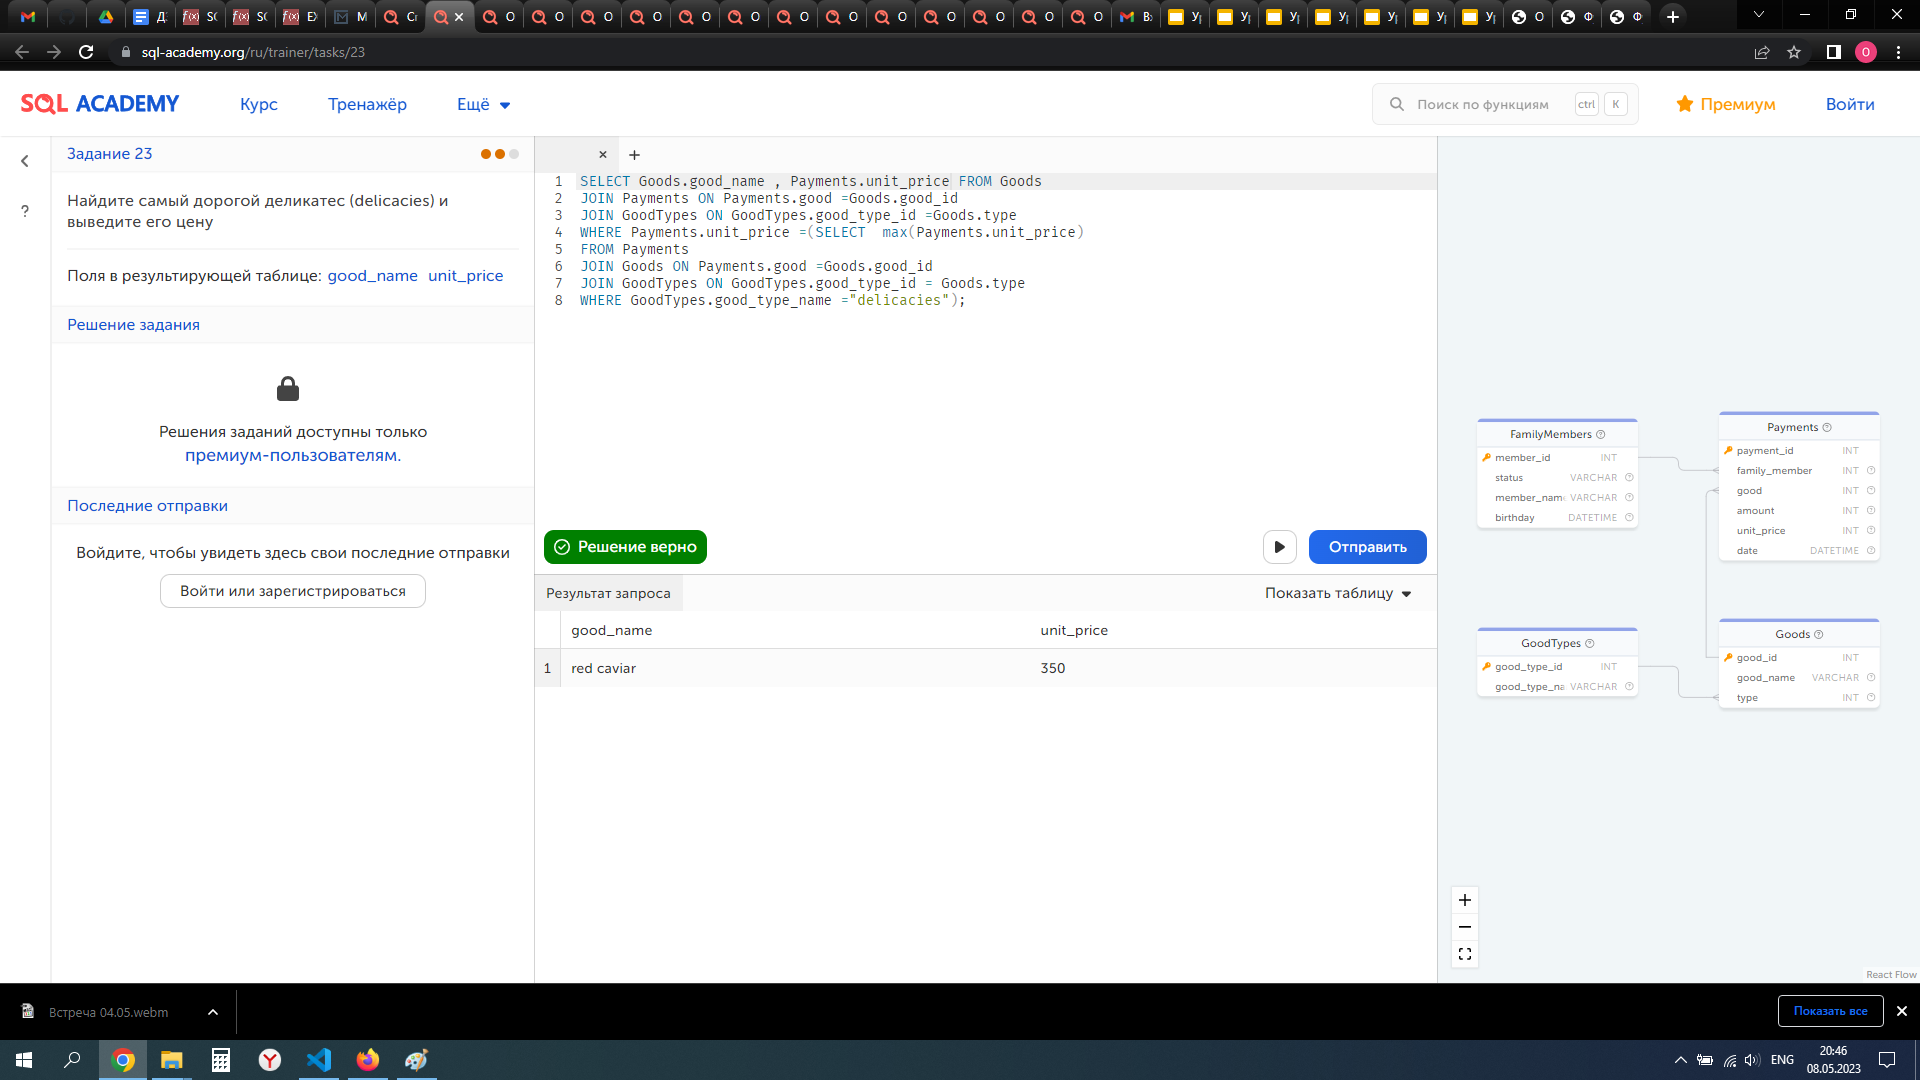 sql-academy.org/ru/trainer/tasks/23
SQL ACADEMY
Курс
Тренажёр
Ещё
Поиск по функциям
ctrl
K
Премиум
Войти
Задание 23
Найдите самый дорогой деликатес (delicacies) и
выведите его цену
Поля в результирующей таблице: good_name unit_price
Решение задания
Решения заданий доступны только
премиум-пользователям.
Последние отправки
Войдите, чтобы увидеть здесь свои последние отправки
Войти или зарегистрироваться
1 SELECT Goods.good_name , Payments.unit_price FROM Goods
2 JOIN Payments ON Payments.good =Goods.good_id
3 JOIN GoodTypes ON GoodTypes.good_type_id =Goods.type
4 WHERE Payments.unit_price =(SELECT  max(Payments.unit_price)
5 FROM Payments
6 JOIN Goods ON Payments.good =Goods.good_id
7 JOIN GoodTypes ON GoodTypes.good_type_id = Goods.type
8 WHERE GoodTypes.good_type_name ="delicacies");
Решение верно
Отправить
Результат запроса
Показать таблицу
good_name unit_price
1 red caviar 350
FamilyMembers
member_id INT
status VARCHAR
member_nam VARCHAR
birthday DATETIME
Payments
payment_id INT
family_member INT
good INT
amount INT
unit_price INT
date DATETIME
GoodTypes
good_type_id INT
good_type_na VARCHAR
Goods
good_id INT
good_name VARCHAR
type INT
React Flow
Встреча 04.05.webm
Показать все
ENG
20:46
08.05.2023